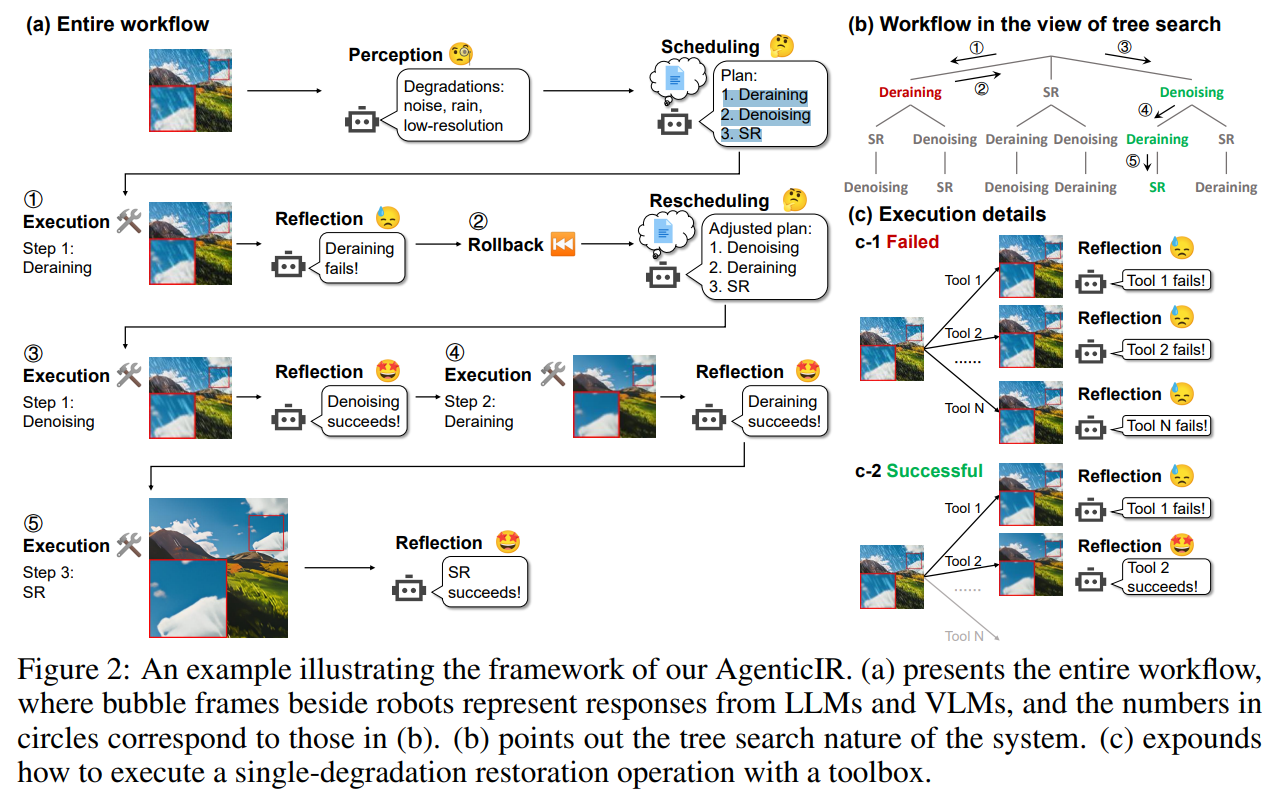 (a) Entire workflow
Perception
Degradations:
noise, rain,
low-resolution
Scheduling
Plan:
1. Deraining
2. Denoising
3. SR
①
Execution
Step 1:
Deraining
Reflection
Deraining
fails!
②
Rollback
Rescheduling
Adjusted plan:
1. Denoising
2. Deraining
3. SR
③
Execution
Step 1:
Denoising
Reflection
Denoising
succeeds!
④
Execution
Step 2:
Deraining
Reflection
Deraining
succeeds!
⑤
Execution
Step 3:
SR
Reflection
SR
succeeds!
(b) Workflow in the view of tree search
① ③
Deraining ② SR Denoising
④
SR Denoising Deraining Denoising Deraining SR
⑤
Denoising SR Denoising Deraining SR Deraining
(c) Execution details
c-1 Failed
Tool 1
Reflection
Tool 1 fails!
Tool 2
Reflection
Tool 2 fails!
......
Tool N
Reflection
Tool N fails!
c-2 Successful
Tool 1
Reflection
Tool 1 fails!
Tool 2
Reflection
Tool 2
succeeds!
......
Tool N
Figure 2: An example illustrating the framework of our AgenticIR. (a) presents the entire workflow,
where bubble frames beside robots represent responses from LLMs and VLMs, and the numbers in
circles correspond to those in (b). (b) points out the tree search nature of the system. (c) expounds
how to execute a single-degradation restoration operation with a toolbox.